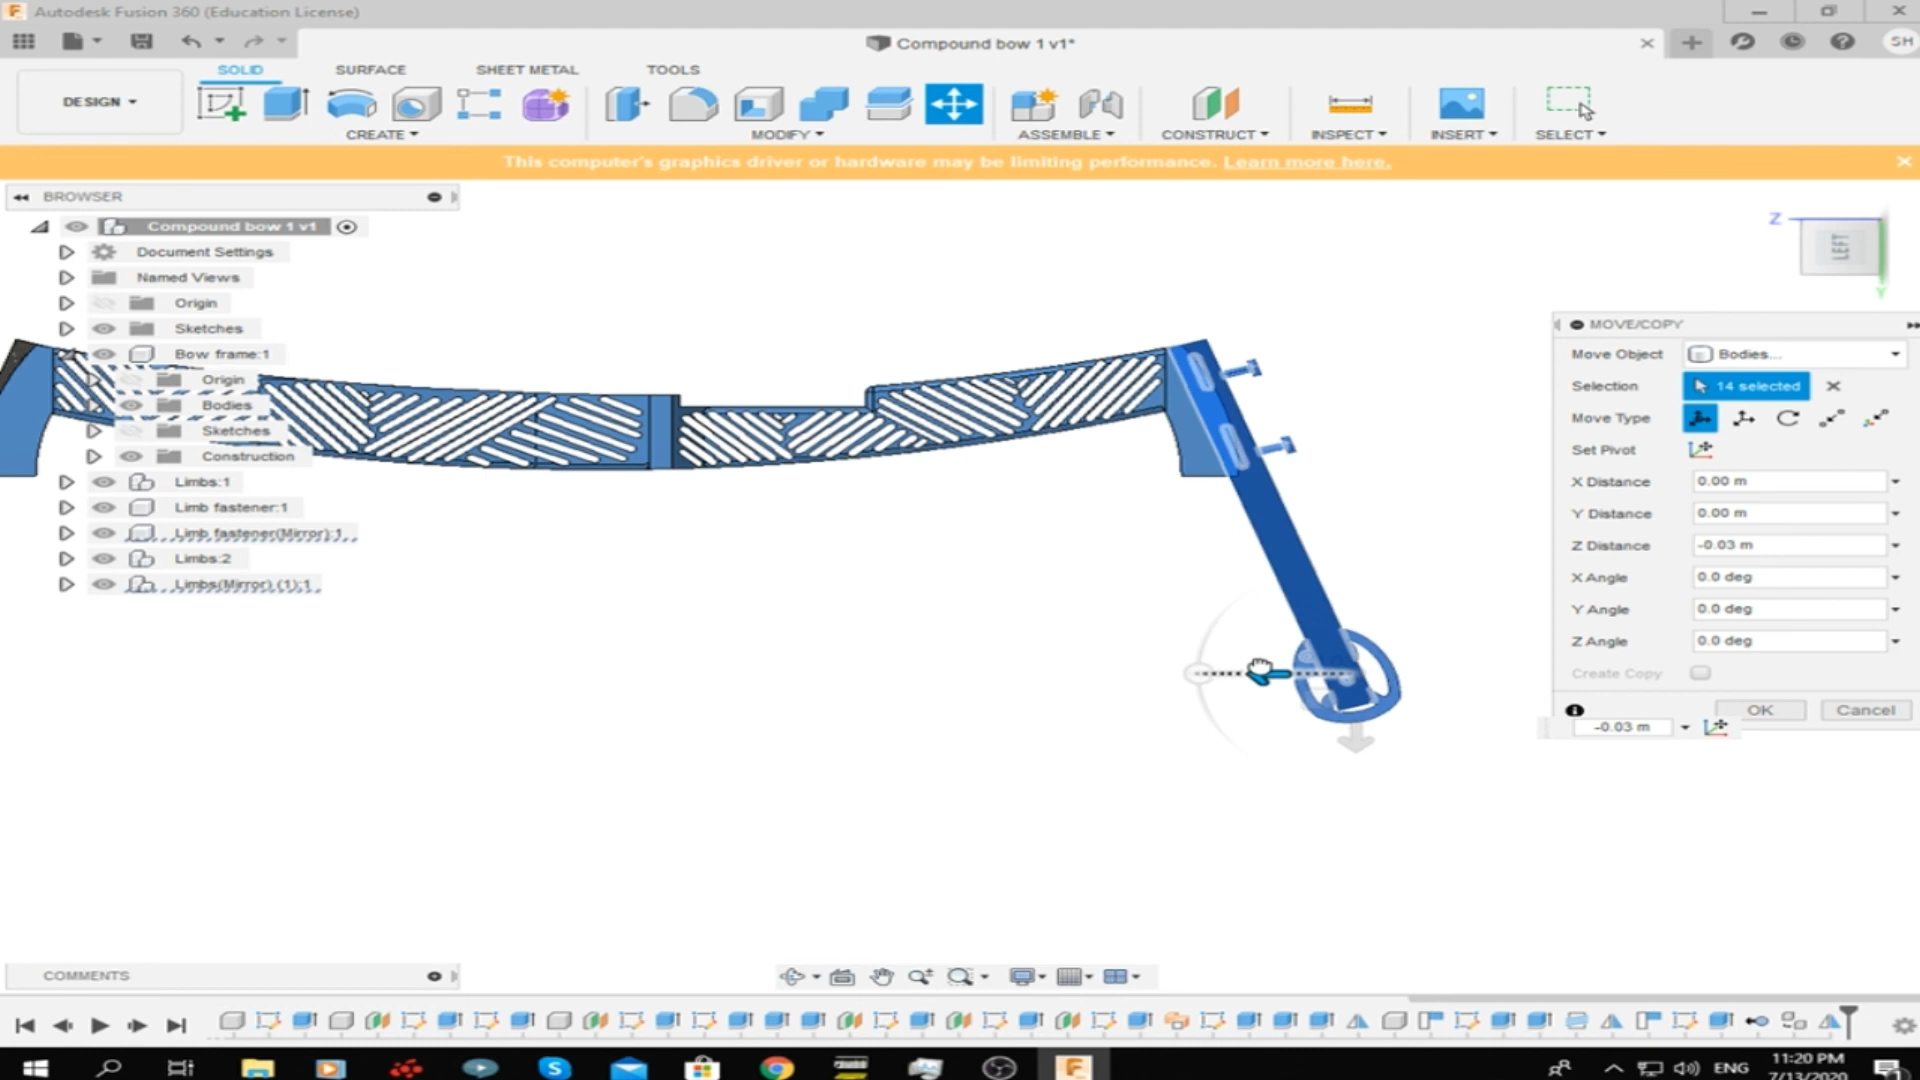 Autodesk Fusion 360 (Education License)
Compound bow 1 v1*
SH
SOLID SURFACE SHEET METAL TOOLS
DESIGN
CREATE MODIFY ASSEMBLE CONSTRUCT INSPECT INSERT SELECT
This computer's graphics driver or hardware may be limiting performance. Learn more here.
BROWSER
Compound bow 1 v1
Document Settings
Named Views
Origin
Sketches
Bow frame:1
Origin
Bodies
Sketches
Construction
Limbs:1
Limb fastener:1
Limb fastener(Mirror):1
Limbs:2
Limbs(Mirror) (1):1
Z
LEFT
Y
MOVE/COPY
Move Object Bodies...
Selection 14 selected
Move Type
Set Pivot
X Distance 0.00 m
Y Distance 0.00 m
Z Distance -0.03 m
X Angle 0.0 deg
Y Angle 0.0 deg
Z Angle 0.0 deg
Create Copy
OK Cancel
-0.03 m
COMMENTS
ENG
11:20 PM
7/13/2020
1